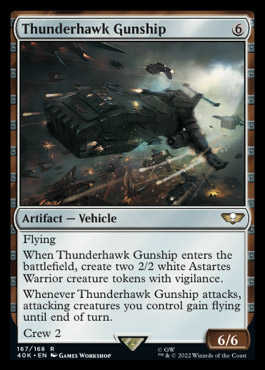 Thunderhawk Gunship 6
Artifact — Vehicle
Flying
When Thunderhawk Gunship enters the
battlefield, create two 2/2 white Astartes
Warrior creature tokens with vigilance.
Whenever Thunderhawk Gunship attacks,
attacking creatures you control gain flying
until end of turn.
Crew 2
6/6
167/168 R
40K • EN Games Workshop
© GW
™ & © 2022 Wizards of the Coast